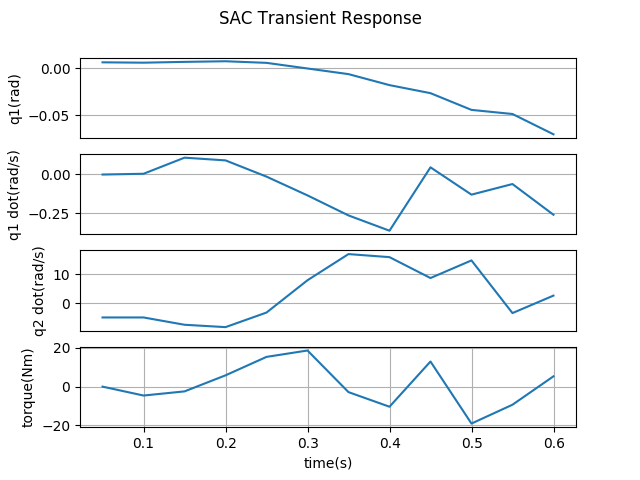 SAC Transient Response
q1(rad)
0.00
−0.05
q1 dot(rad/s)
0.00
−0.25
q2 dot(rad/s)
10
0
torque(Nm)
20
0
−20
0.1 0.2 0.3 0.4 0.5 0.6
time(s)